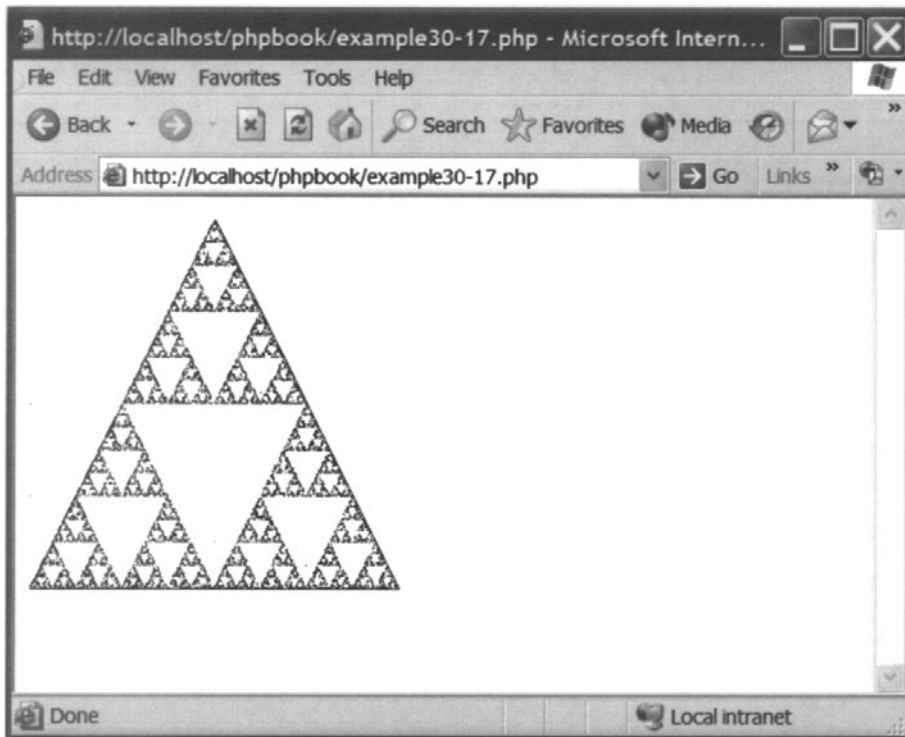 http://localhost/phpbook/example30-17.php - Microsoft Intern...
File Edit View Favorites Tools Help
Back Search Favorites Media »
Address http://localhost/phpbook/example30-17.php Go Links »
Done Local intranet